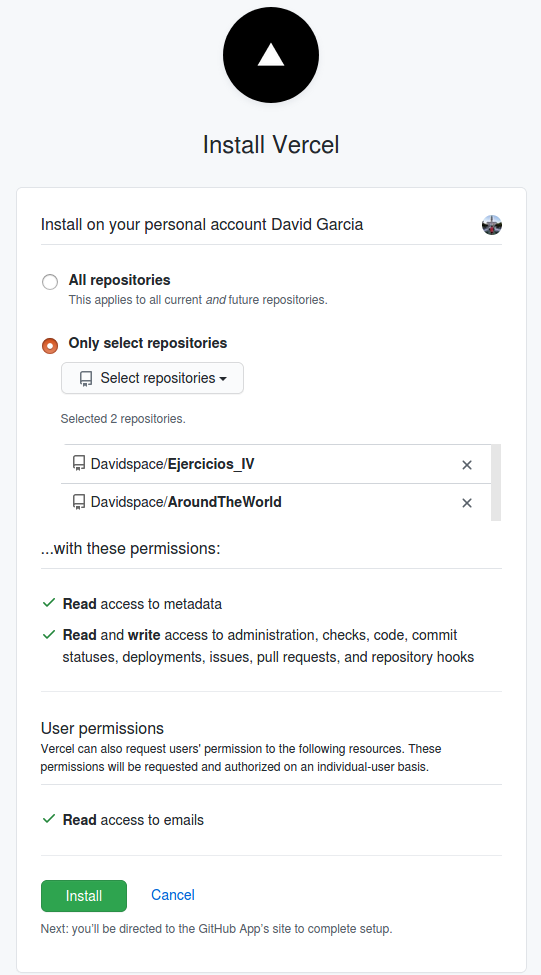 Install Vercel
Install on your personal account David Garcia
All repositories
This applies to all current and future repositories.
Only select repositories
Select repositories
Selected 2 repositories.
Davidspace/Ejercicios_IV
Davidspace/AroundTheWorld
...with these permissions:
Read access to metadata
Read and write access to administration, checks, code, commit
statuses, deployments, issues, pull requests, and repository hooks
User permissions
Vercel can also request users' permission to the following resources. These
permissions will be requested and authorized on an individual-user basis.
Read access to emails
Install Cancel
Next: you'll be directed to the GitHub App's site to complete setup.